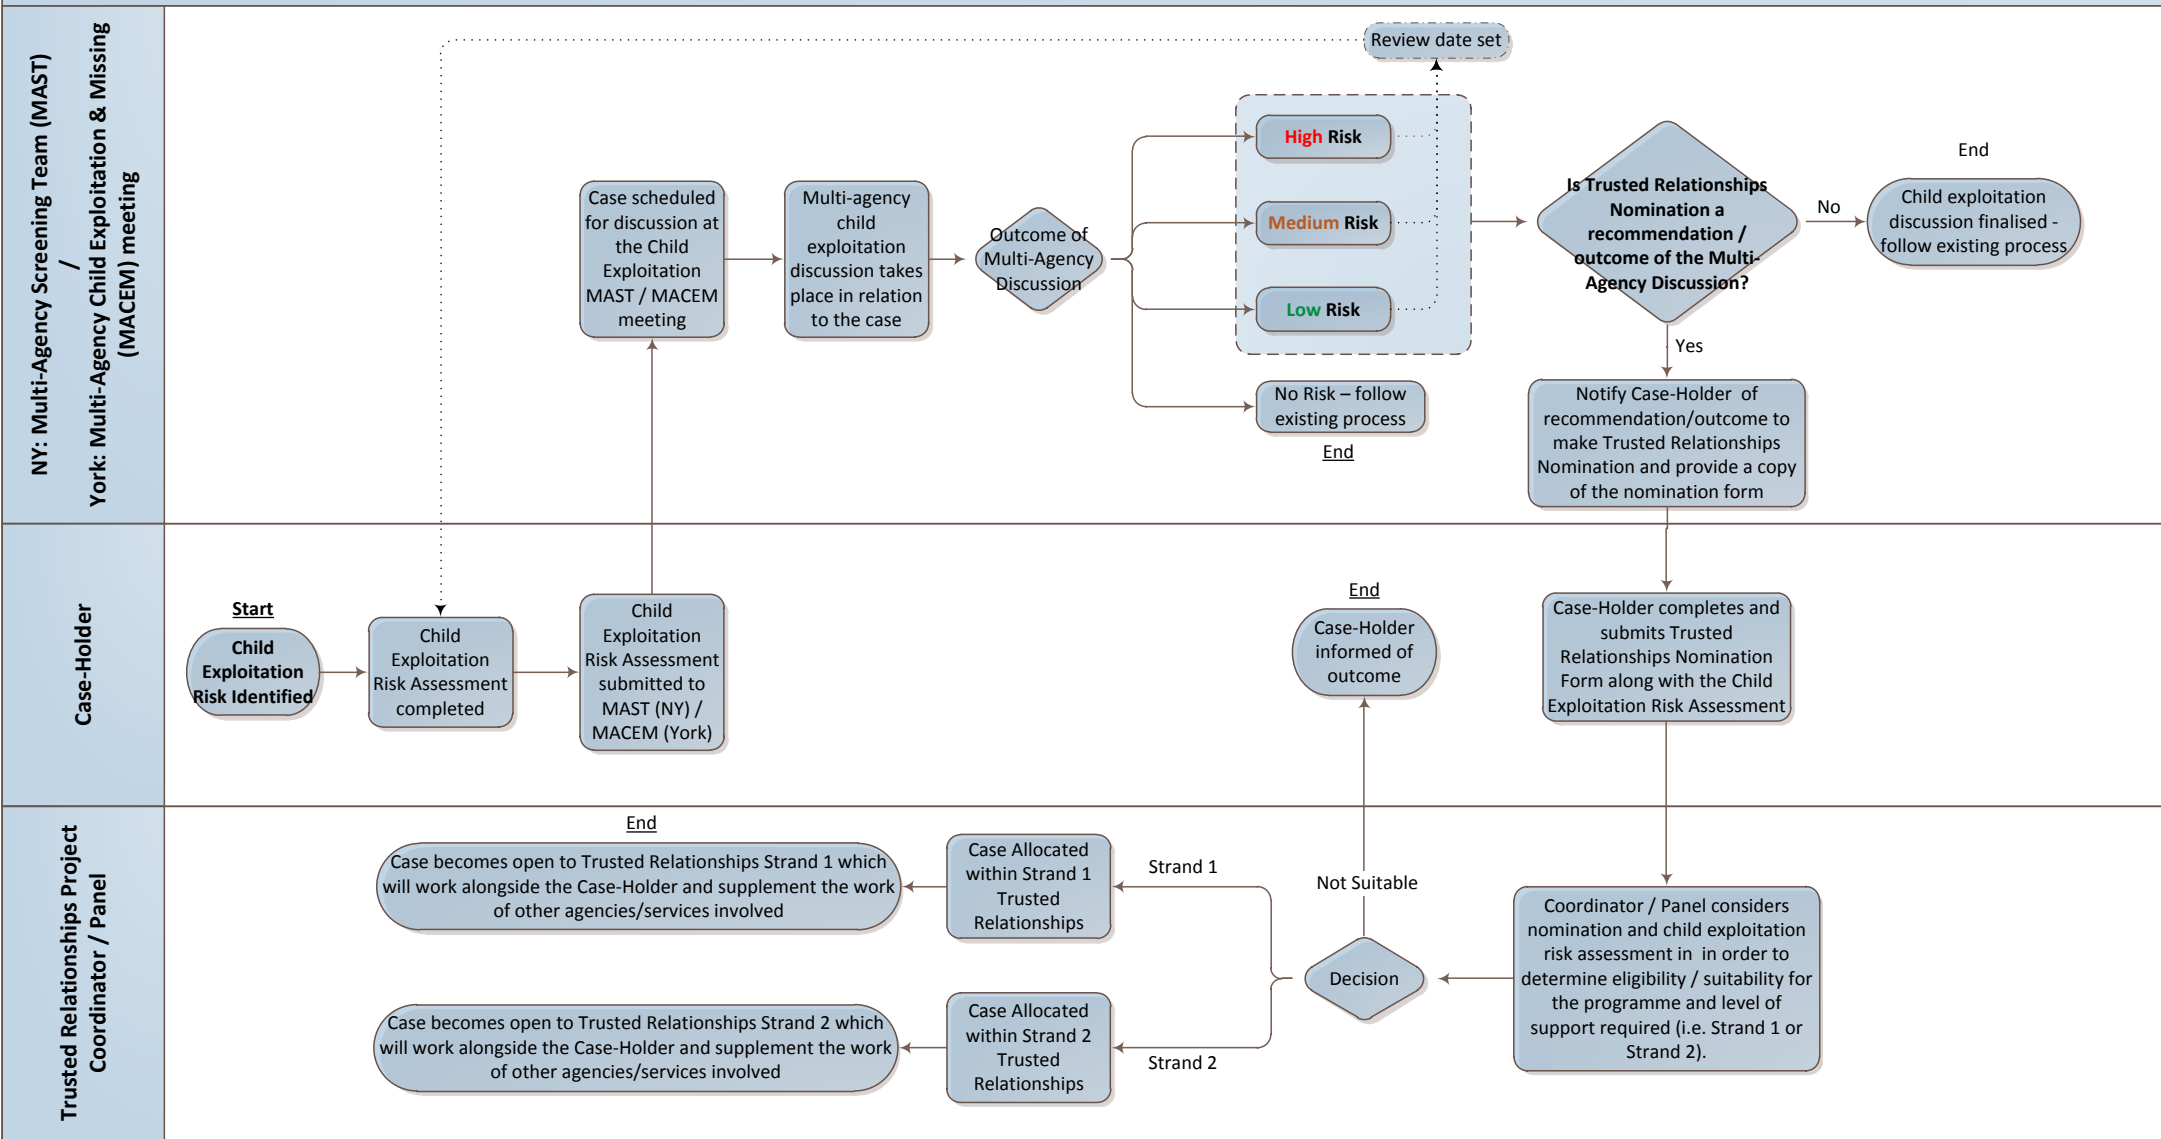 NY: Multi-Agency Screening Team (MAST)
/
York: Multi-Agency Child Exploitation & Missing
(MACEM) meeting
Review date set
High Risk
Medium Risk
Low Risk
No Risk – follow
existing process
End
Case scheduled
for discussion at
the Child
Exploitation
MAST / MACEM
meeting
Multi-agency
child
exploitation
discussion takes
place in relation
to the case
Outcome of
Multi-Agency
Discussion
Is Trusted Relationships
Nomination a
recommendation /
outcome of the Multi-
Agency Discussion?
No
End
Child exploitation
discussion finalised -
follow existing process
Yes
Notify Case-Holder  of
recommendation/outcome to
make Trusted Relationships
Nomination and provide a copy
of the nomination form
Case-Holder
Start
Child
Exploitation
Risk Identified
Child
Exploitation
Risk Assessment
completed
Child
Exploitation
Risk Assessment
submitted to
MAST (NY) /
MACEM (York)
End
Case-Holder
informed of
outcome
Case-Holder completes and
submits Trusted
Relationships Nomination
Form along with the Child
Exploitation Risk Assessment
Trusted Relationships Project
Coordinator / Panel
End
Case becomes open to Trusted Relationships Strand 1 which
will work alongside the Case-Holder and supplement the work
of other agencies/services involved
Case Allocated
within Strand 1
Trusted
Relationships
Strand 1
Not Suitable
Decision
Coordinator / Panel considers
nomination and child exploitation
risk assessment in  in order to
determine eligibility / suitability for
the programme and level of
support required (i.e. Strand 1 or
Strand 2).
Case becomes open to Trusted Relationships Strand 2 which
will work alongside the Case-Holder and supplement the work
of other agencies/services involved
Case Allocated
within Strand 2
Trusted
Relationships
Strand 2